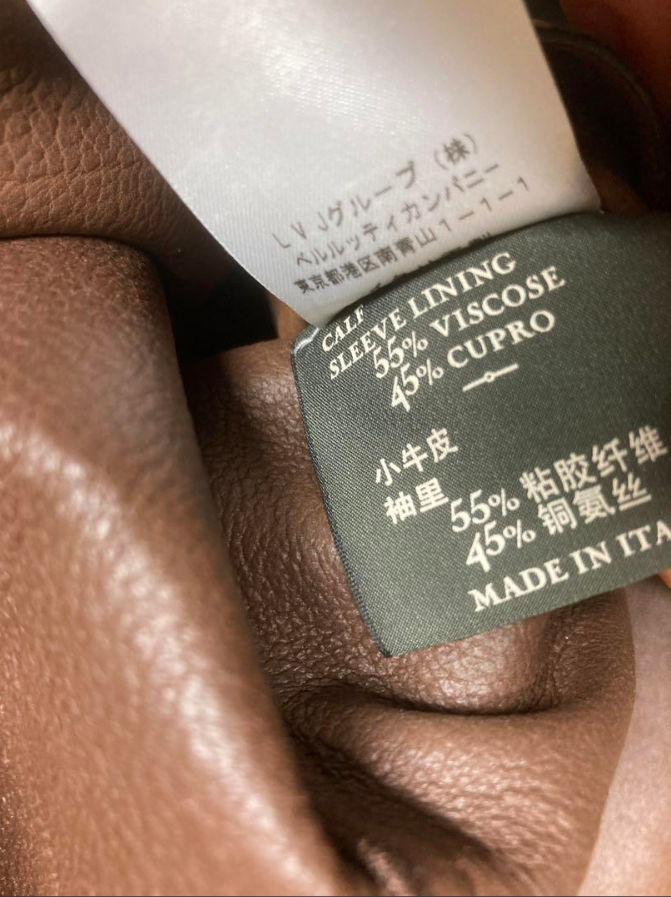 LVJグループ（株）
ベルルッティカンパニー
東京都港区南青山1-1-1
CALF
SLEEVE LINING
55% VISCOSE
45% CUPRO
小牛皮
袖里
55% 粘胶纤维
45% 铜氨丝
MADE IN ITA